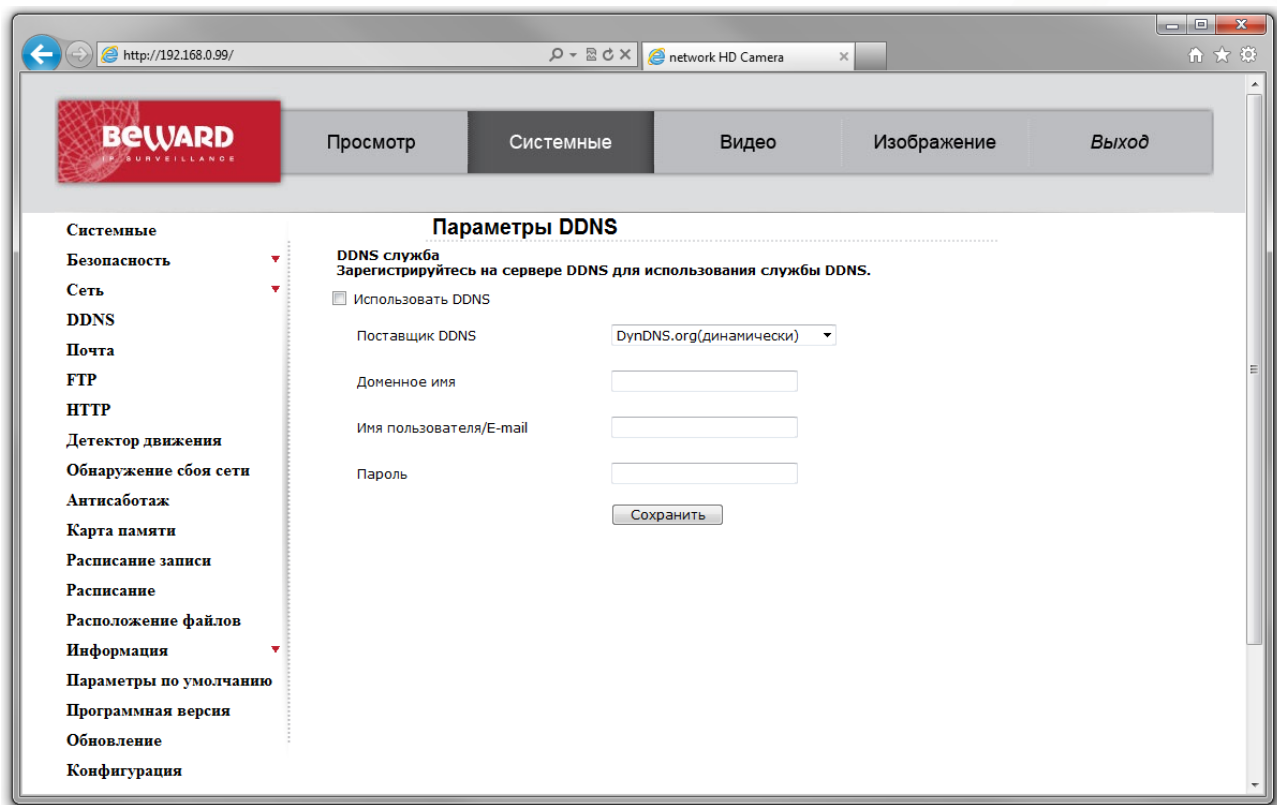 http://192.168.0.99/
network HD Camera
BEWARD
IP SURVEILLANCE
Просмотр
Системные
Видео
Изображение
Выход
Системные
Безопасность
Сеть
DDNS
Почта
FTP
HTTP
Детектор движения
Обнаружение сбоя сети
Антисаботаж
Карта памяти
Расписание записи
Расписание
Расположение файлов
Информация
Параметры по умолчанию
Программная версия
Обновление
Конфигурация
Параметры DDNS
DDNS служба
Зарегистрируйтесь на сервере DDNS для использования службы DDNS.
Использовать DDNS
Поставщик DDNS
DynDNS.org(динамически)
Доменное имя
Имя пользователя/E-mail
Пароль
Сохранить